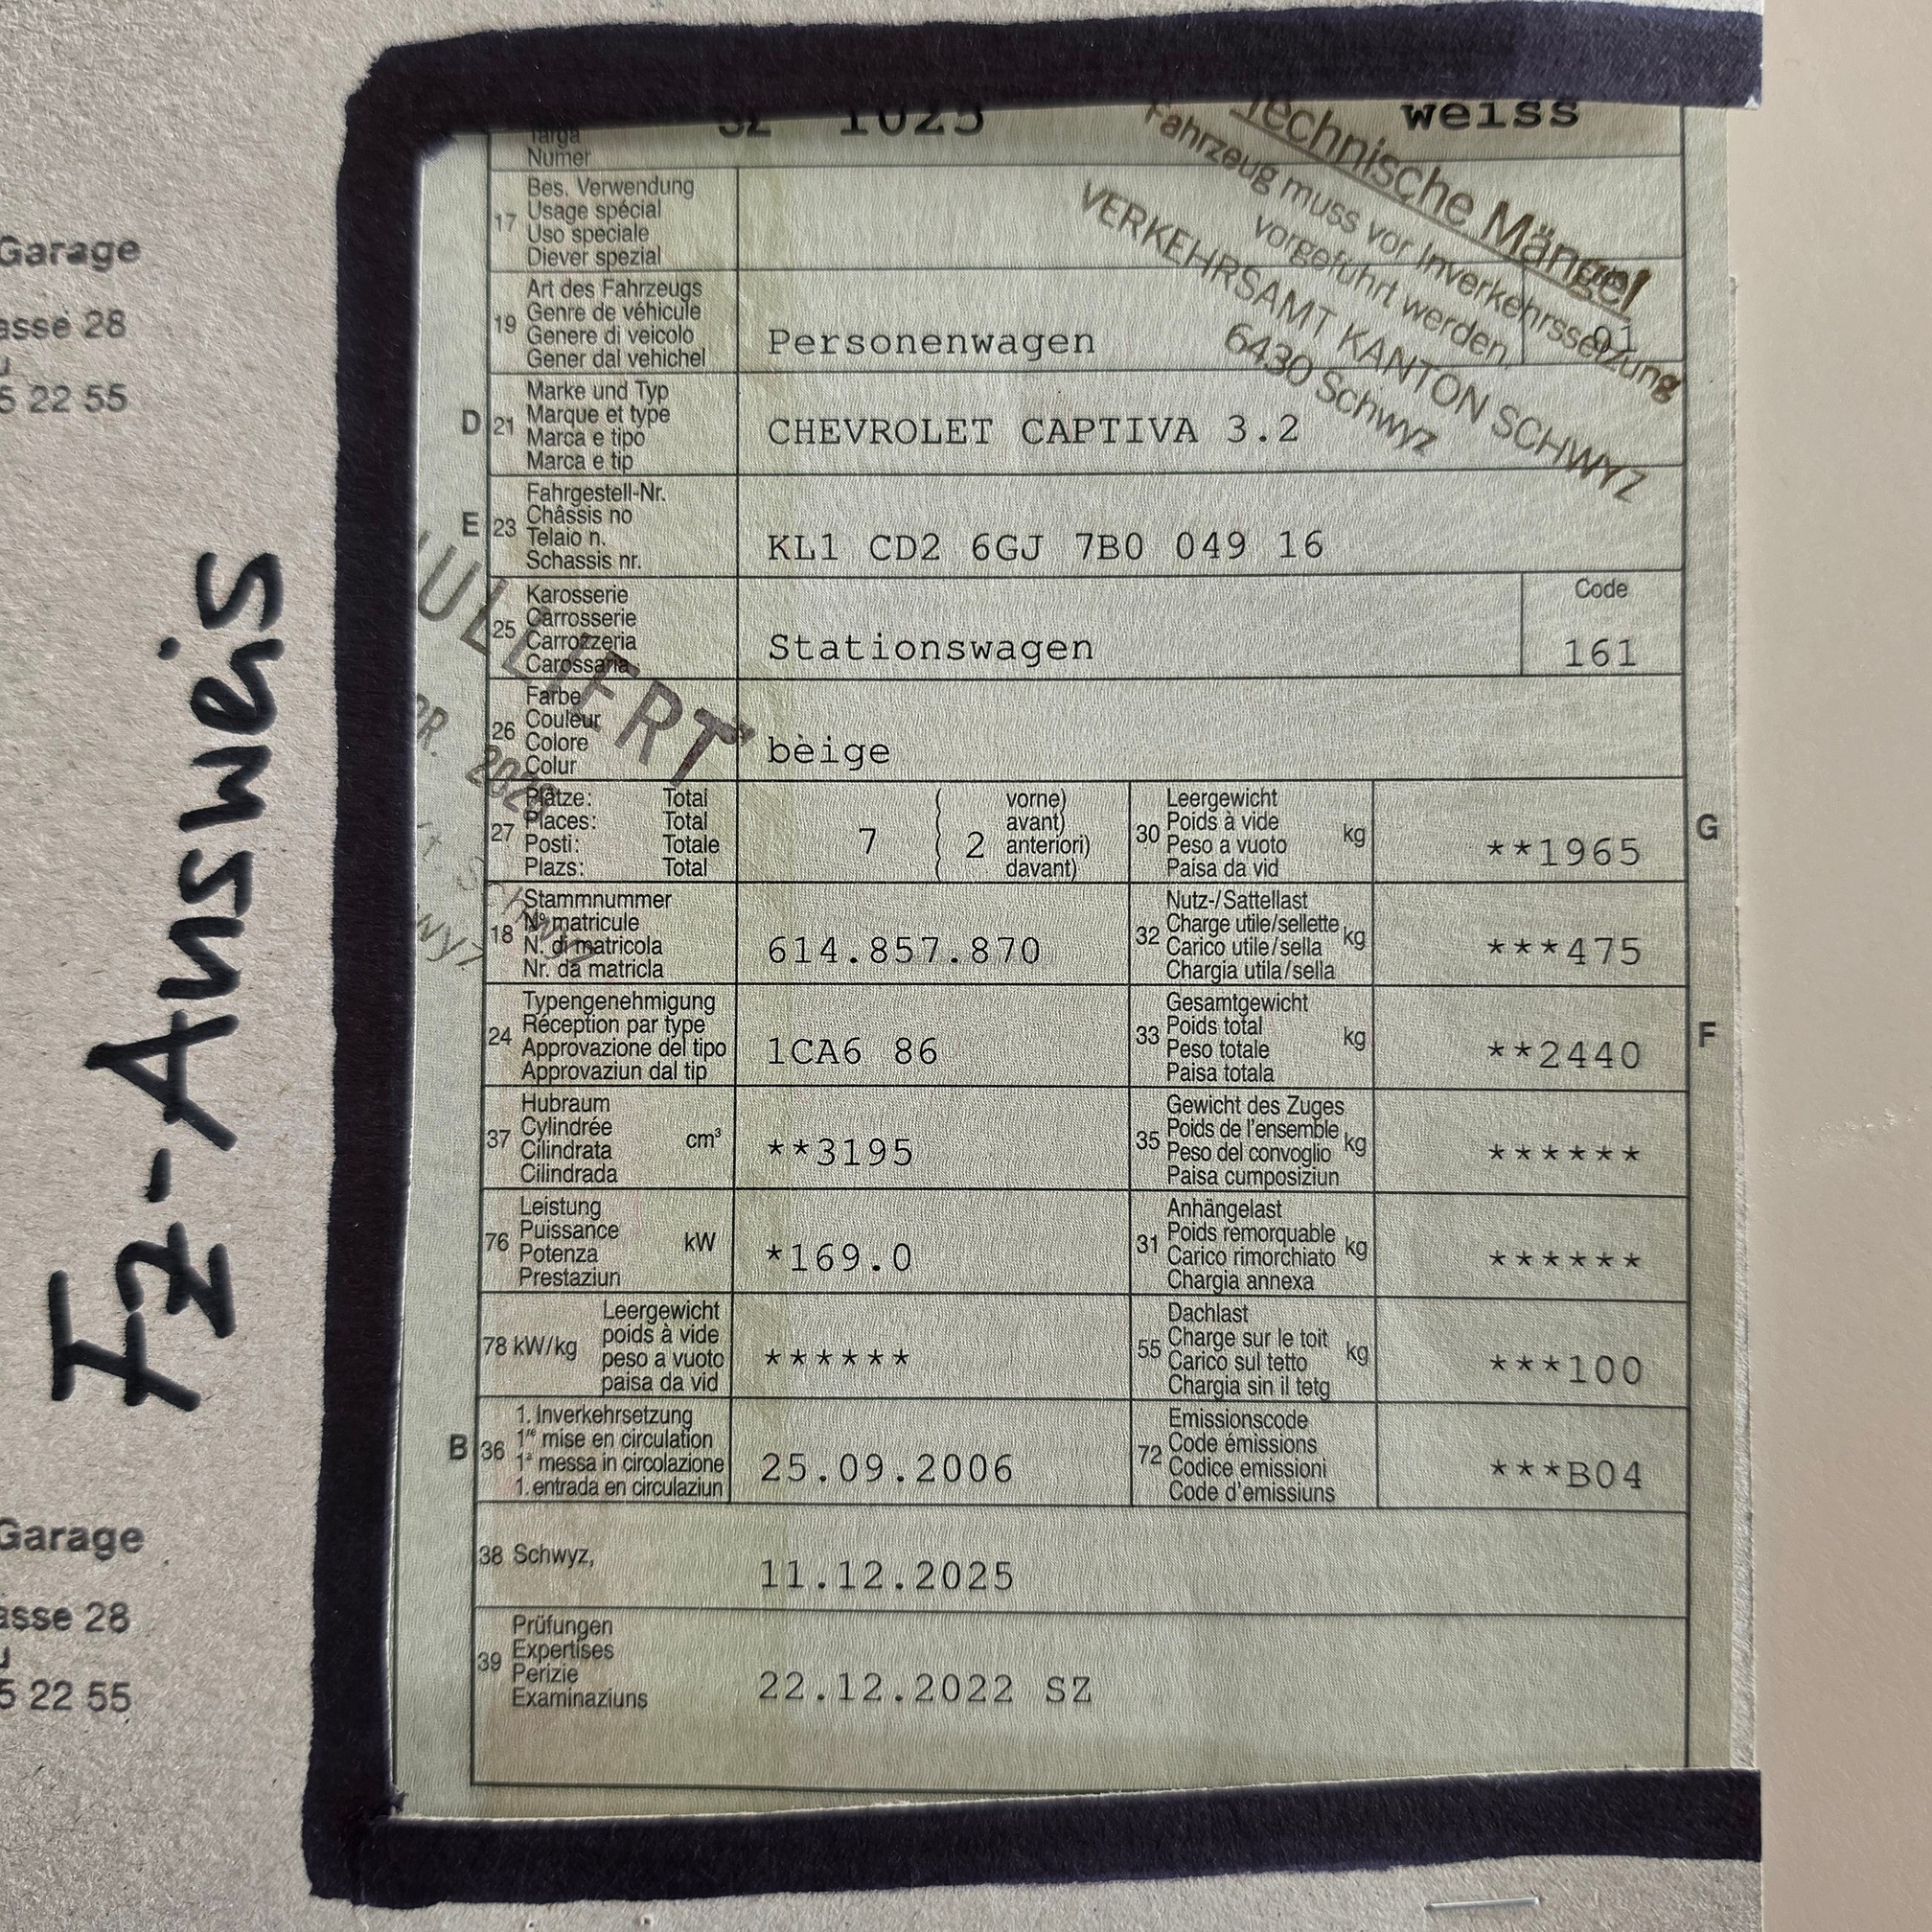 Garage
asse 28
5 22 55
Fz-Ausweis
Garage
asse 28
5 22 55
Targa
Numer
SZ 1025
weiss
Technische Mängel
Fahrzeug muss vor Inverkehrssetzung
vorgeführt werden
VERKEHRSAMT KANTON SCHWYZ
6430 Schwyz
17
Bes. Verwendung
Usage spécial
Uso speciale
Diever spezial
19
Art des Fahrzeugs
Genre de véhicule
Genere di veicolo
Gener dal vehichel
Personenwagen
01
D 21
Marke und Typ
Marque et type
Marca e tipo
Marca e tip
CHEVROLET CAPTIVA 3.2
E 23
Fahrgestell-Nr.
Châssis no
Telaio n.
Schassis nr.
KL1 CD2 6GJ 7B0 049 16
ULLIERT
25
Karosserie
Carrosserie
Carrozzeria
Carossaria
Stationswagen
Code
161
26
Farbe
Couleur
Colore
Colur
beige
27
Plätze: Total
Places: Total
Posti: Totale
Plazs: Total
7
2
vorne)
avant)
anteriori)
davant)
30
Leergewicht
Poids à vide
Peso a vuoto
Paisa da vid
kg
**1965
G
18
Stammnummer
Nº matricule
N. di matricola
Nr. da matricla
614.857.870
32
Nutz-/Sattellast
Charge utile/sellette
Carico utile/sella
Chargia utila/sella
kg
***475
24
Typengenehmigung
Réception par type
Approvazione del tipo
Approvaziun dal tip
1CA6 86
33
Gesamtgewicht
Poids total
Peso totale
Paisa totala
kg
**2440
F
37
Hubraum
Cylindrée
Cilindrata
Cilindrada
cm³
**3195
35
Gewicht des Zuges
Poids de l'ensemble
Peso del convoglio
Paisa cumposiziun
kg
******
76
Leistung
Puissance
Potenza
Prestaziun
kW
*169.0
31
Anhängelast
Poids remorquable
Carico rimorchiato
Chargia annexa
kg
******
78 kW/kg
Leergewicht
poids à vide
peso a vuoto
paisa da vid
******
55
Dachlast
Charge sur le toit
Carico sul tetto
Chargia sin il tetg
kg
***100
B 36
1. Inverkehrsetzung
1re mise en circulation
1a messa in circolazione
1. entrada en circulaziun
25.09.2006
72
Emissionscode
Code émissions
Codice emissioni
Code d'emissiuns
***B04
38 Schwyz,
11.12.2025
39
Prüfungen
Expertises
Perizie
Examinaziuns
22.12.2022 SZ